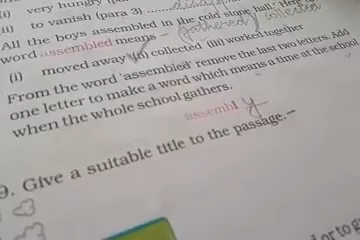 (i) very hungry (para
(ii) to vanish (para 3) ..........
All the boys assembled in the cold stone hall. Here
word assembled means - (gathered) collected
(i) moved away (ii) collected (iii) worked together
From the word 'assembled' remove the last two letters. Add
one letter to make a word which means a time at the school
when the whole school gathers.
assembl y
9. Give a suitable title to the passage.-